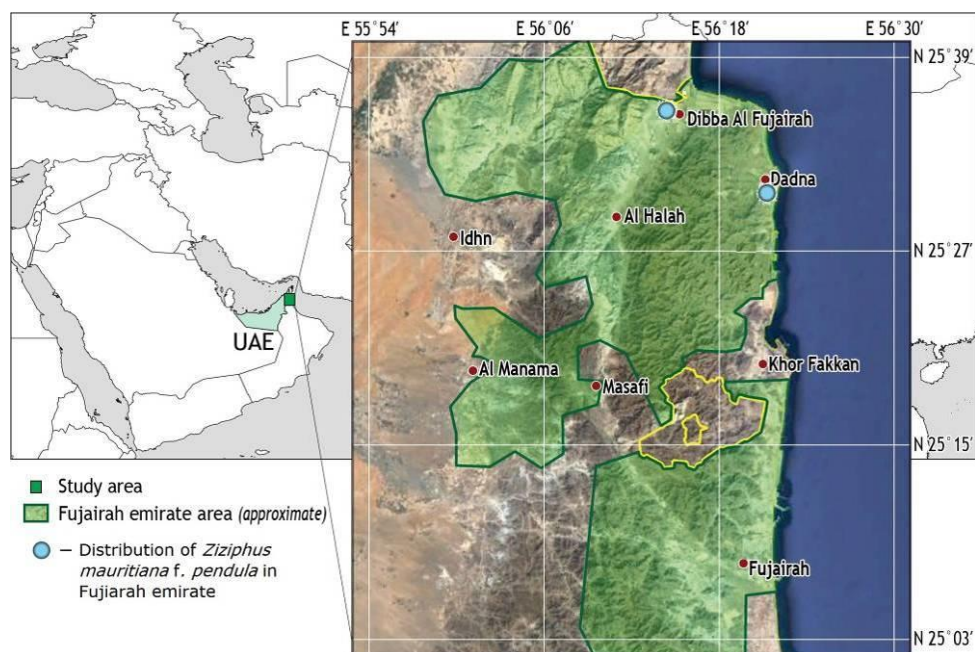 E 55˚54′ E 56˚06′ E 56˚18′ E 56˚30′
N 25˚39′
Dibba Al Fujairah
Dadna
Al Halah
Idhn
N 25˚27′
UAE
Al Manama
Khor Fakkan
Masafi
N 25˚15′
Study area
Fujairah emirate area (approximate)
– Distribution of Ziziphus
mauritiana f. pendula in
Fujiarah emirate
Fujairah
N 25˚03′